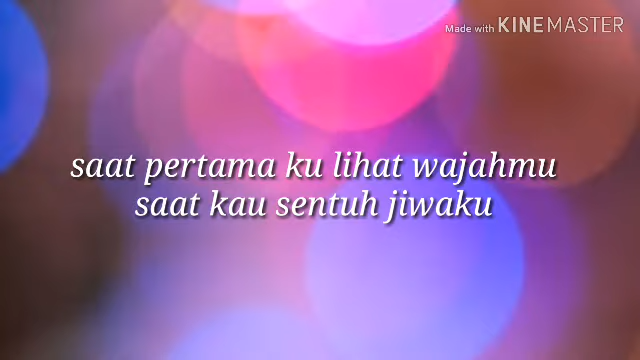 Made with KINEMASTER
saat pertama ku lihat wajahmu
saat kau sentuh jiwaku